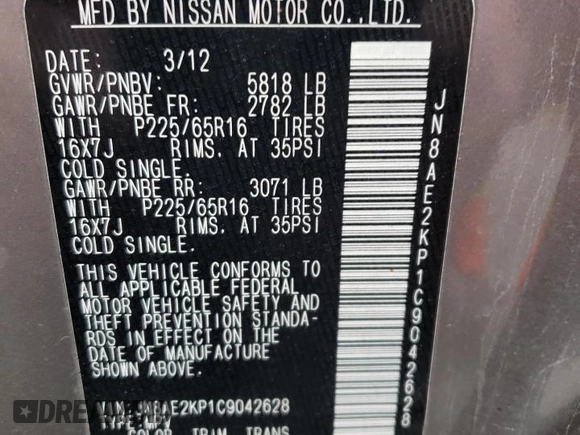 MFD BY NISSAN MOTOR CO.,LTD.
DATE: 3/12
GVWR/PNBV: 5818 LB
GAWR/PNBE FR: 2782 LB
WITH P225/65R16 TIRES
16X7J RIMS. AT 35PSI
COLD SINGLE.
GAWR/PNBE RR: 3071 LB
WITH P225/65R16 TIRES
16X7J RIMS. AT 35PSI
COLD SINGLE.
THIS VEHICLE CONFORMS TO
ALL APPLICABLE FEDERAL
MOTOR VEHICLE SAFETY AND
THEFT PREVENTION STANDA-
RDS IN EFFECT ON THE
DATE OF MANUFACTURE
SHOWN ABOVE.
VIN: JN8AE2KP1C9042628
TYPE: MPV
COLOR TRIM TRANS
JN8AE2KP1C9042628